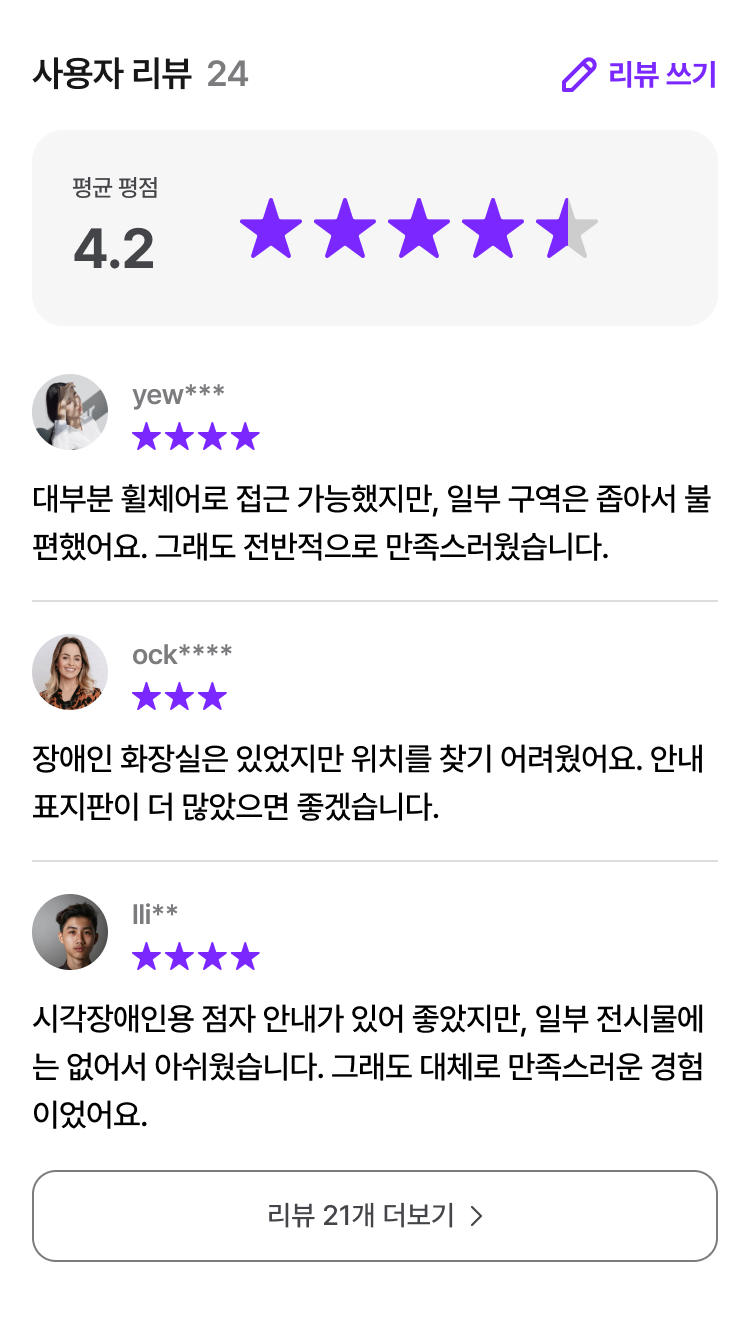 사용자 리뷰 24
리뷰 쓰기
평균 평점
4.2
yew***
대부분 휠체어로 접근 가능했지만, 일부 구역은 좁아서 불
편했어요. 그래도 전반적으로 만족스러웠습니다.
ock****
장애인 화장실은 있었지만 위치를 찾기 어려웠어요. 안내
표지판이 더 많았으면 좋겠습니다.
lli**
시각장애인용 점자 안내가 있어 좋았지만, 일부 전시물에
는 없어서 아쉬웠습니다. 그래도 대체로 만족스러운 경험
이었어요.
리뷰 21개 더보기